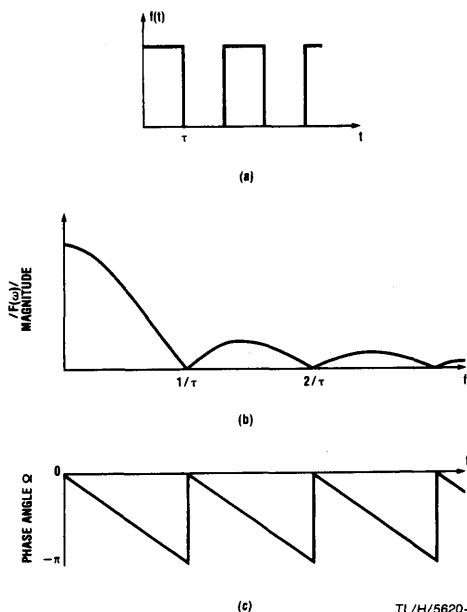 f(t)
τ
t
(a)
/F(ω)/
MAGNITUDE
1/τ
2/τ
f
(b)
0
f
PHASE ANGLE Ω
-π
(c)
TL/H/5620-